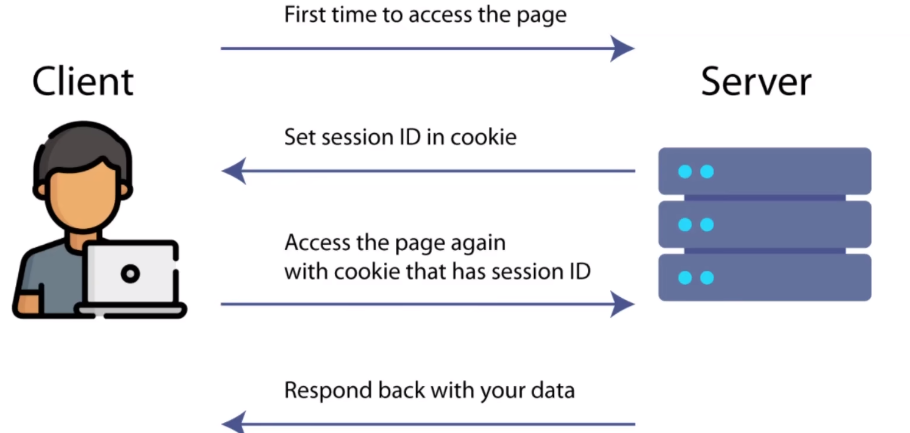 First time to access the page
Client
Server
Set session ID in cookie
Access the page again
with cookie that has session ID
Respond back with your data